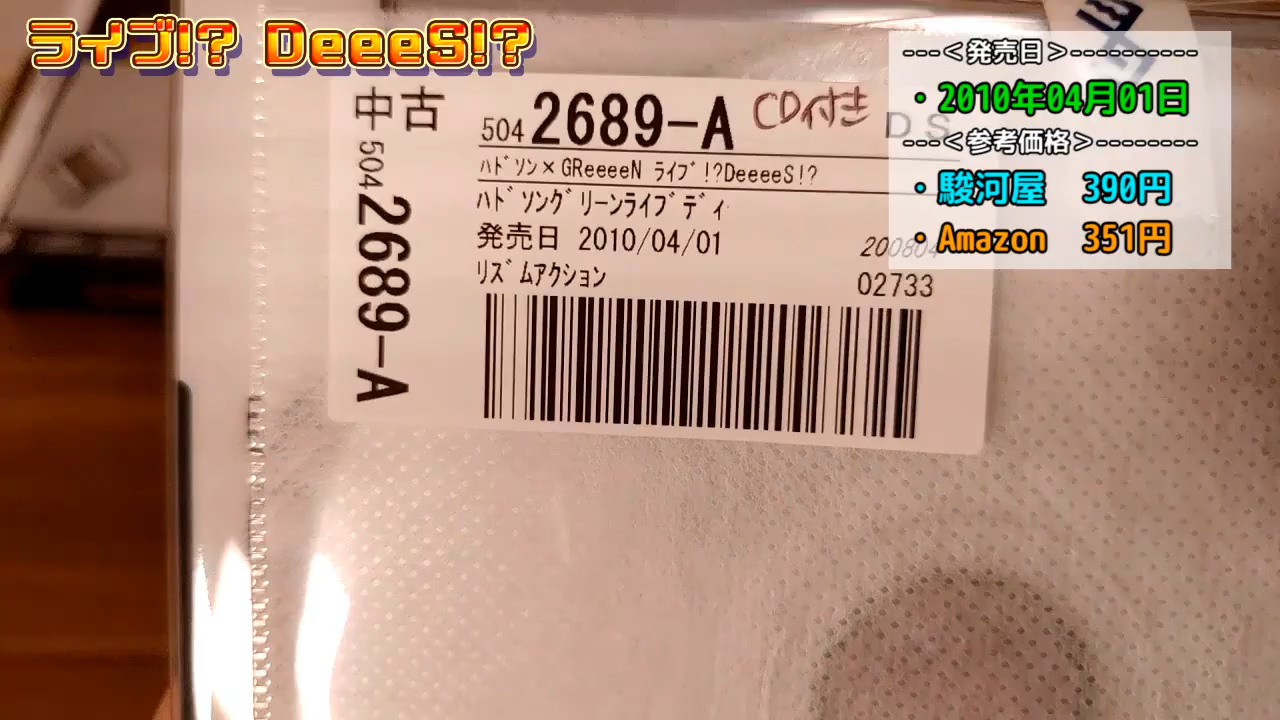 ライブ!? DeeeS!?
---＜発売日＞----------
・2010年04月01日
---＜参考価格＞--------
・駿河屋 390円
・Amazon 351円
中古
504 2689-A
CD付き
DS
ﾊﾄﾞｿﾝ×GReeeeN ﾗｲﾌﾞ!?DeeeeS!?
ﾊﾄﾞｿﾝｸﾞﾘｰﾝﾗｲﾌﾞﾃﾞｨ
発売日 2010/04/01
200804
ﾘｽﾞﾑｱｸｼｮﾝ
02733
504 2689-A